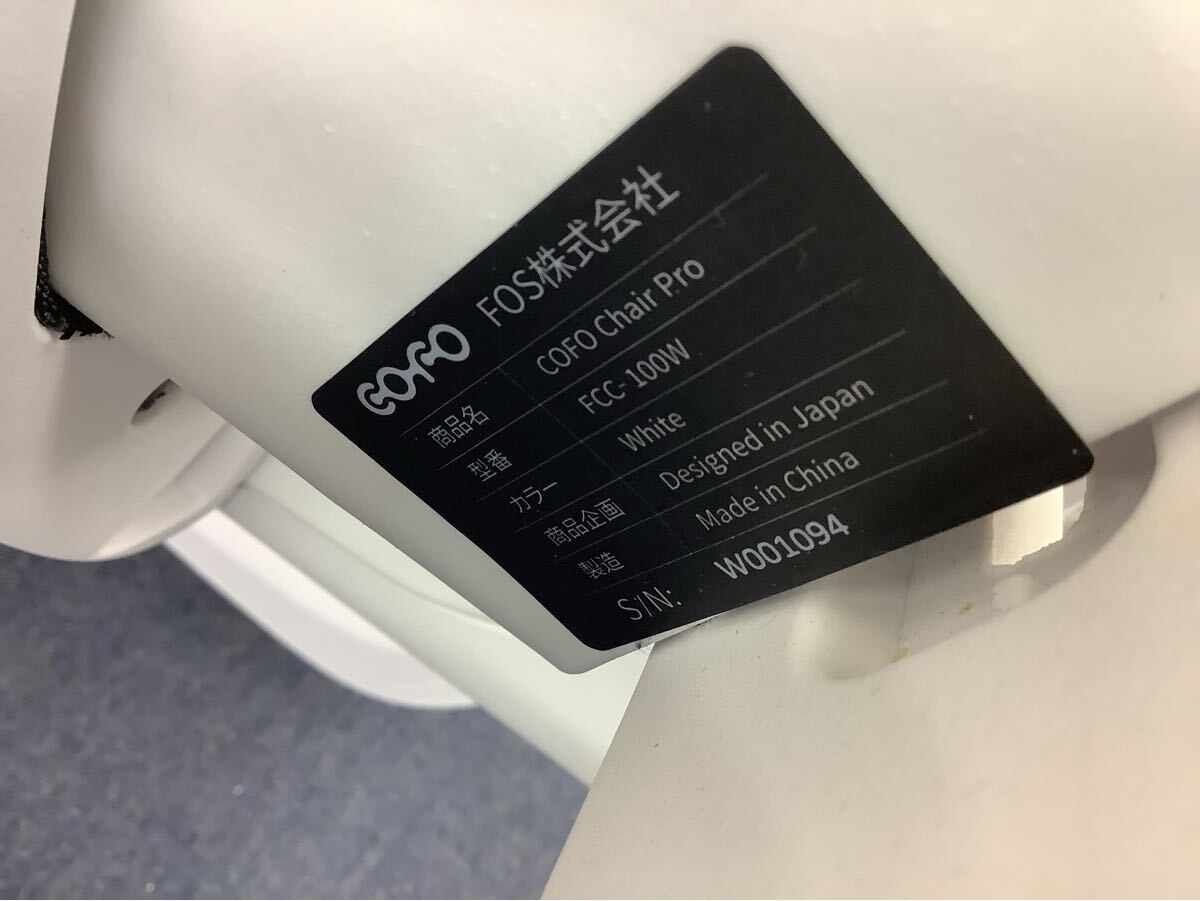 COFO FOS株式会社
商品名 COFO Chair Pro
型番 FCC-100W
カラー White
商品企画 Designed in Japan
製造 Made in China
S/N: W001094